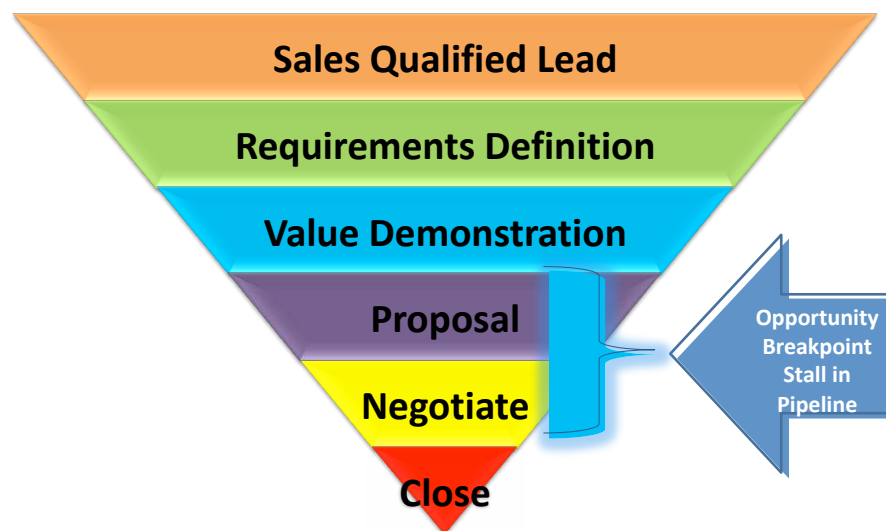 Sales Qualified Lead
Requirements Definition
Value Demonstration
Proposal
Negotiate
Close
Opportunity
Breakpoint
Stall in
Pipeline